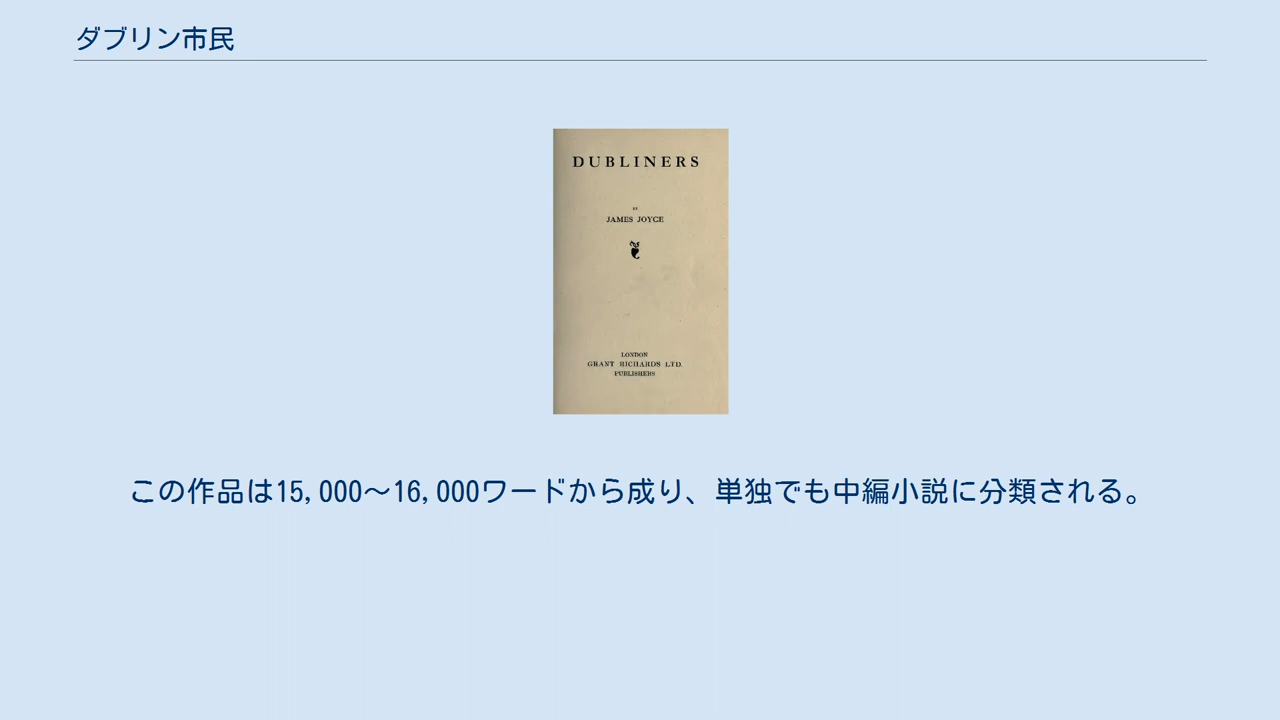 ダブリン市民
DUBLINERS
BY
JAMES JOYCE
LONDON
GRANT RICHARDS LTD.
PUBLISHERS
この作品は15,000～16,000ワードから成り、単独でも中編小説に分類される。